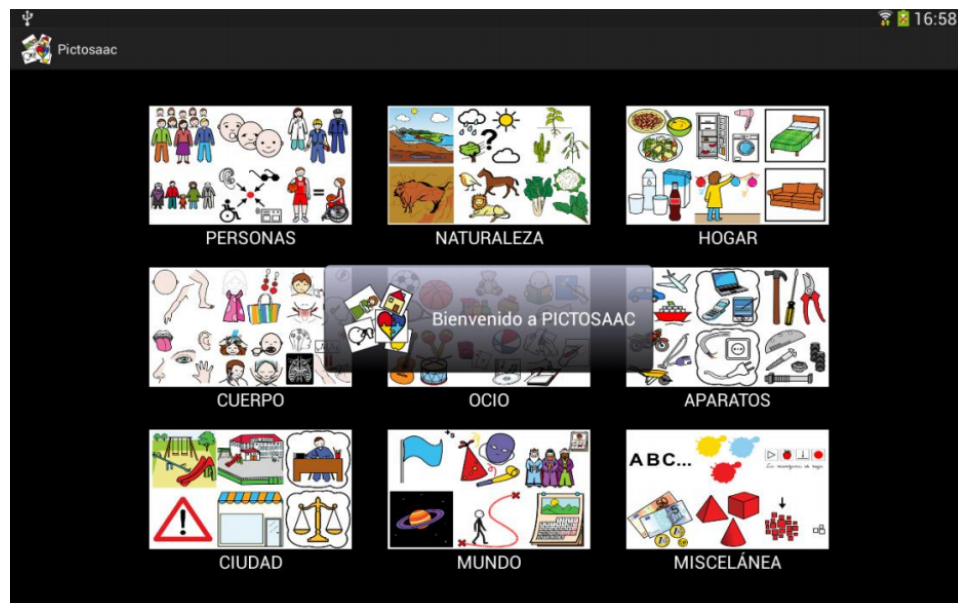 16:58
Pictosaac
PERSONAS
NATURALEZA
HOGAR
Bienvenido a PICTOSAAC
CUERPO
OCIO
APARATOS
ABC...
CIUDAD
MUNDO
MISCELÁNEA